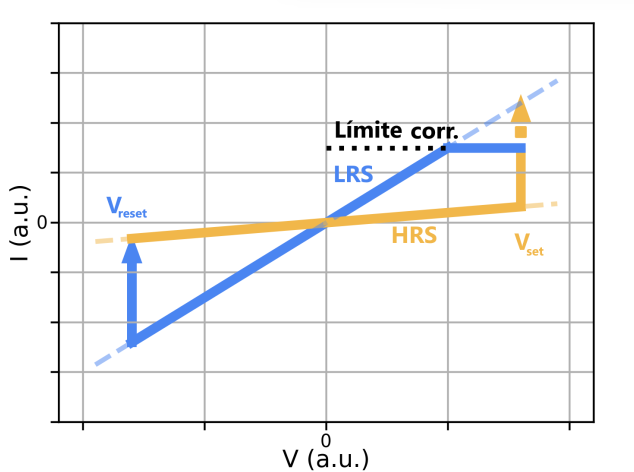 Límite corr.
LRS
Vreset
HRS
Vset
I (a.u.)
0
0
V (a.u.)